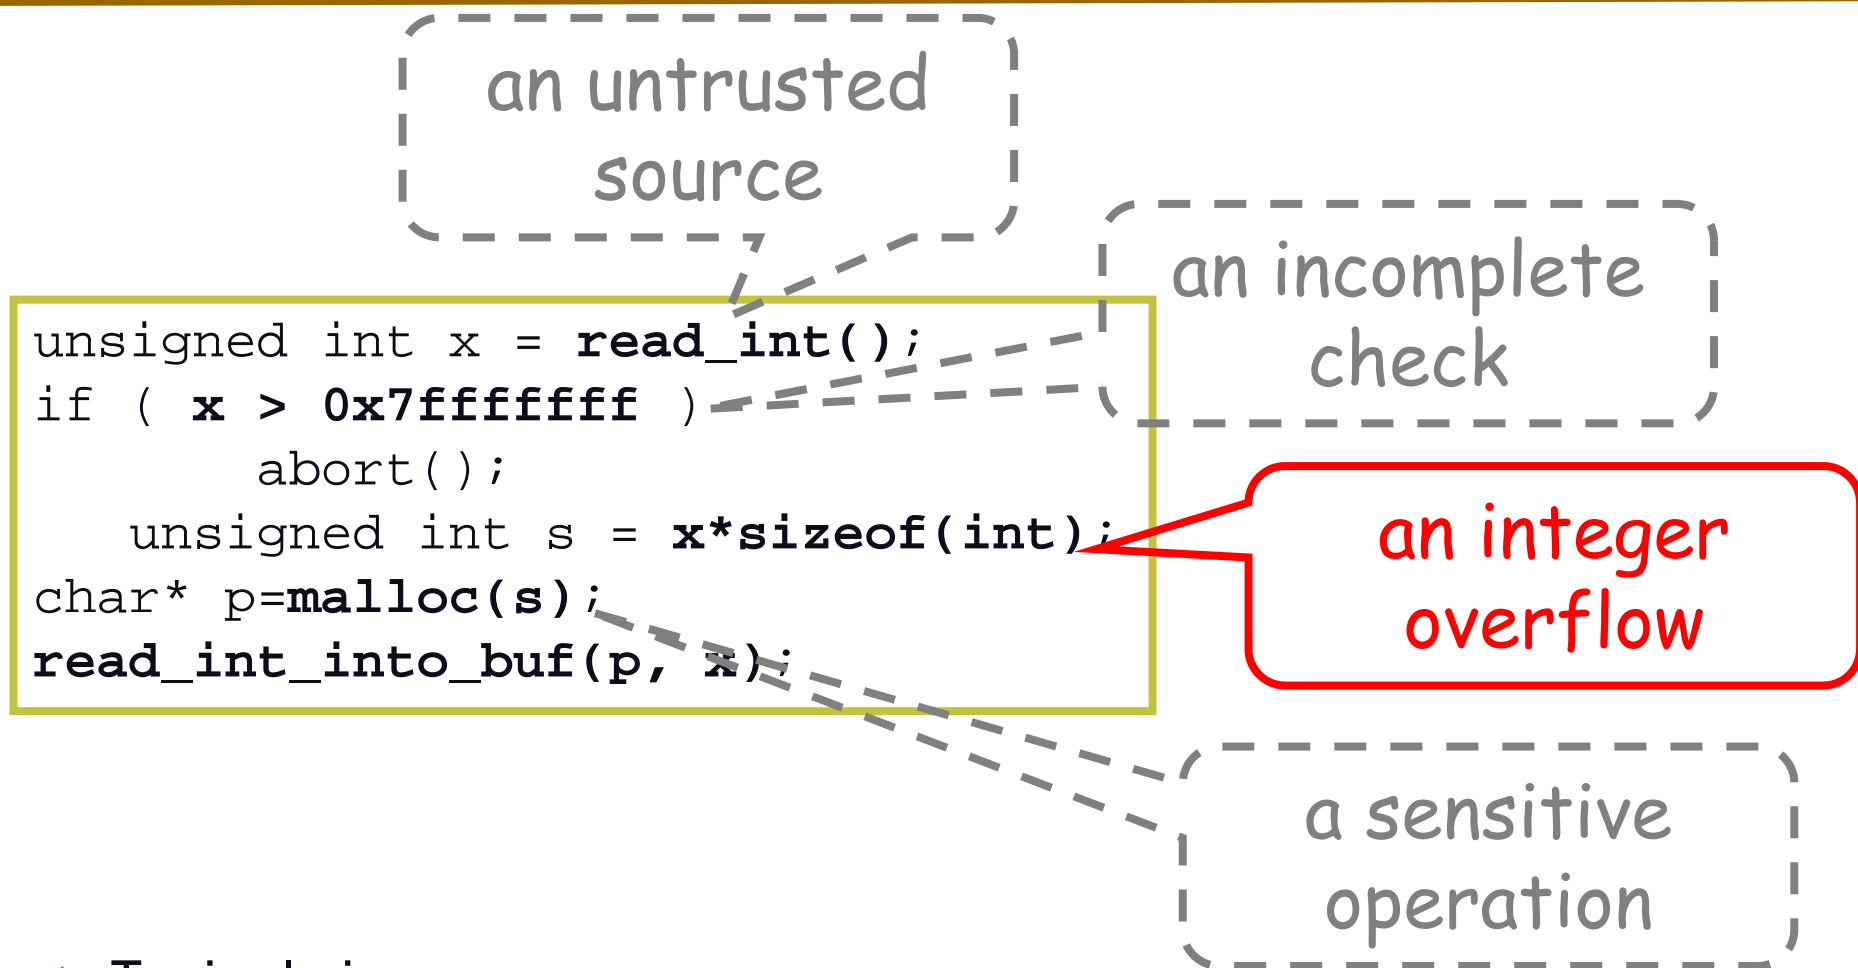 an untrusted
source
an incomplete
check
unsigned int x = read_int();
if ( x > 0x7fffffff )
abort();
unsigned int s = x*sizeof(int);
char* p=malloc(s);
read_int_into_buf(p, x);
an integer
overflow
a sensitive
operation